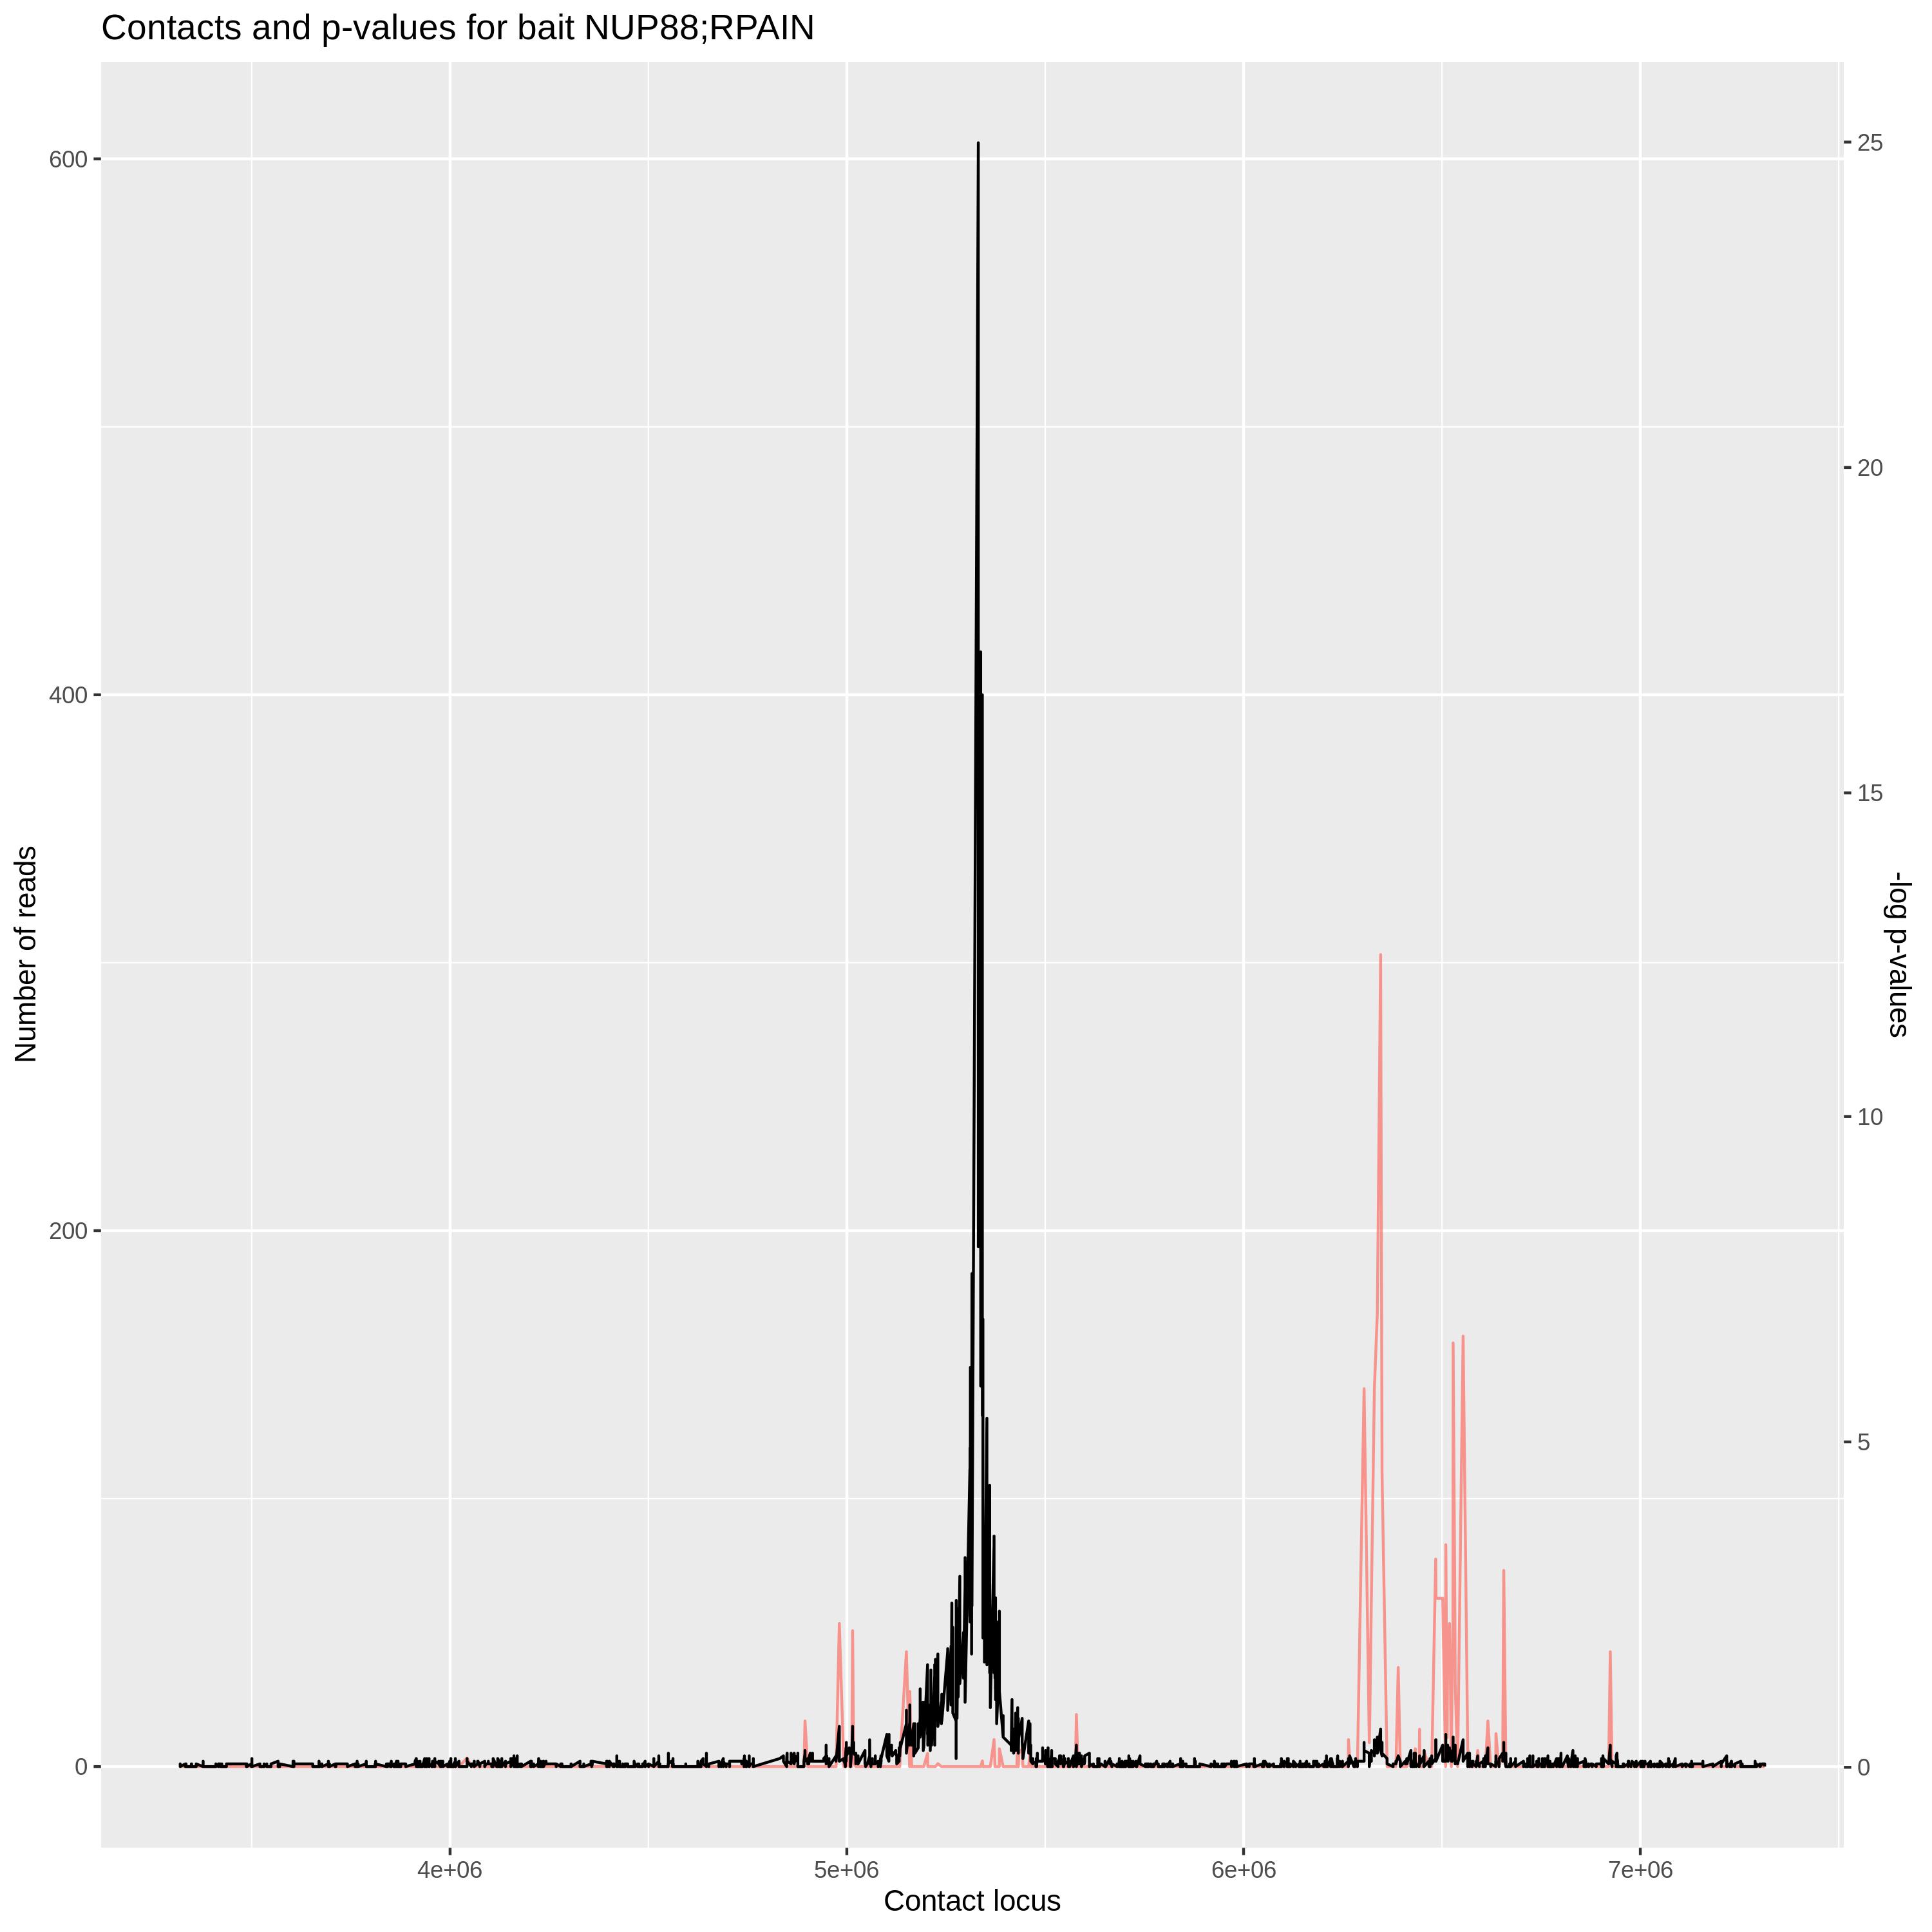 Contacts and p-values for bait NUP88;RPAIN
600
400
200
0
Number of reads
25
20
15
10
5
0
-log p-values
4e+06
5e+06
6e+06
7e+06
Contact locus